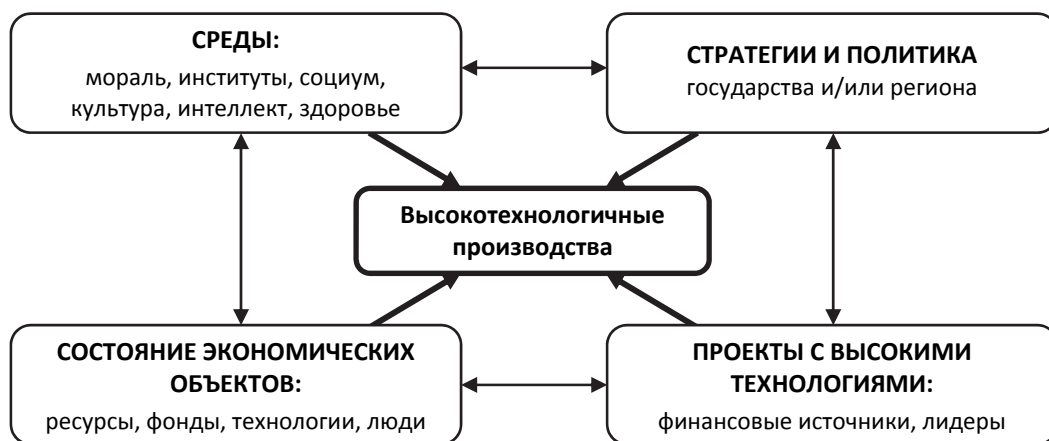 СРЕДЫ:
мораль, институты, социум,
культура, интеллект, здоровье
СТРАТЕГИИ И ПОЛИТИКА
государства и/или региона
Высокотехнологичные
производства
СОСТОЯНИЕ ЭКОНОМИЧЕСКИХ
ОБЪЕКТОВ:
ресурсы, фонды, технологии, люди
ПРОЕКТЫ С ВЫСОКИМИ
ТЕХНОЛОГИЯМИ:
финансовые источники, лидеры